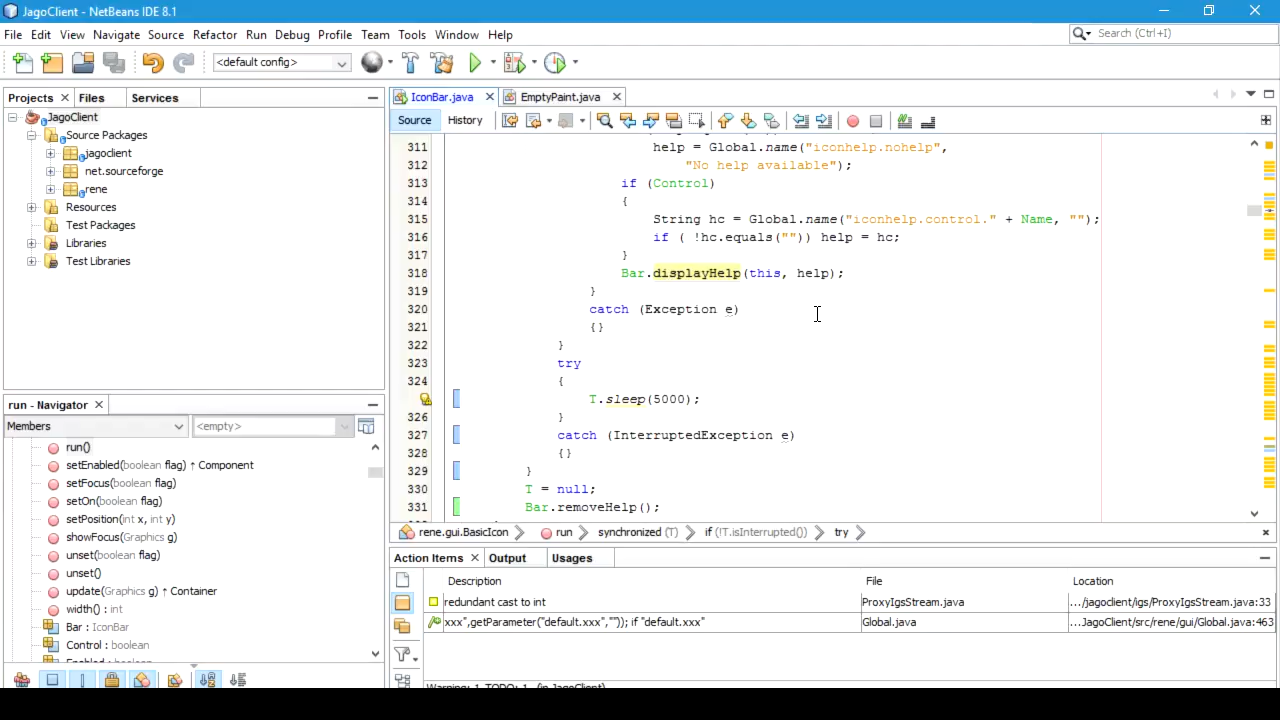 JagoClient - NetBeans IDE 8.1
File Edit View Navigate Source Refactor Run Debug Profile Team Tools Window Help
Search (Ctrl+I)
<default config>
Projects Files Services
IconBar.java EmptyPaint.java
Source History
JagoClient
Source Packages
jagoclient
net.sourceforge
rene
Resources
Test Packages
Libraries
Test Libraries
311 help = Global.name("iconhelp.nohelp",
312 "No help available");
313 if (Control)
314 {
315 String hc = Global.name("iconhelp.control." + Name, "");
316 if ( !hc.equals("")) help = hc;
317 }
318 Bar.displayHelp(this, help);
319 }
320 catch (Exception e)
321 {}
322 }
323 try
324 {
T.sleep(5000);
326 }
327 catch (InterruptedException e)
328 {}
329 }
330 T = null;
331 Bar.removeHelp();
run - Navigator
Members <empty>
run()
setEnabled(boolean flag) ↑ Component
setFocus(boolean flag)
setOn(boolean flag)
setPosition(int x, int y)
showFocus(Graphics g)
unset(boolean flag)
unset()
update(Graphics g) ↑ Container
width() : int
Bar : IconBar
Control : boolean
Enabled : boolean
rene.gui.BasicIcon run synchronized (T) if (!T.isInterrupted()) try
Action Items Output Usages
Description File Location
redundant cast to int ProxyIgsStream.java .../jagoclient/igs/ProxyIgsStream.java:33
xxx",getParameter("default.xxx","")); if "default.xxx" Global.java ...JagoClient/src/rene/gui/Global.java:463
Warning: 1 TODO: 1 (in JagoClient)